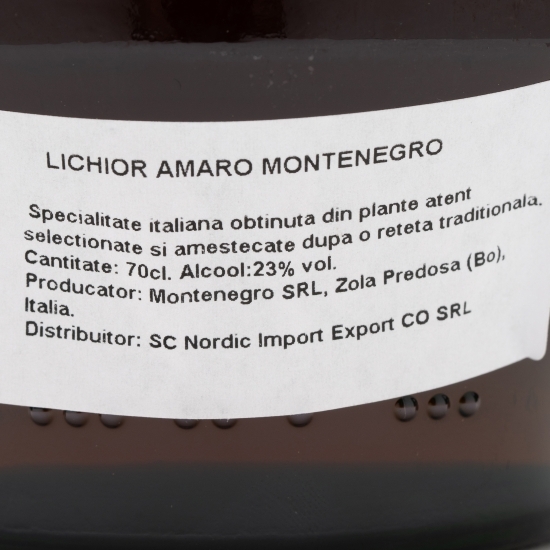 LICHIOR AMARO MONTENEGRO
Specialitate italiana obtinuta din plante atent
selectionate si amestecate dupa o reteta traditionala.
Cantitate: 70cl. Alcool:23% vol.
Producator: Montenegro SRL, Zola Predosa (Bo),
Italia.
Distribuitor: SC Nordic Import Export CO SRL